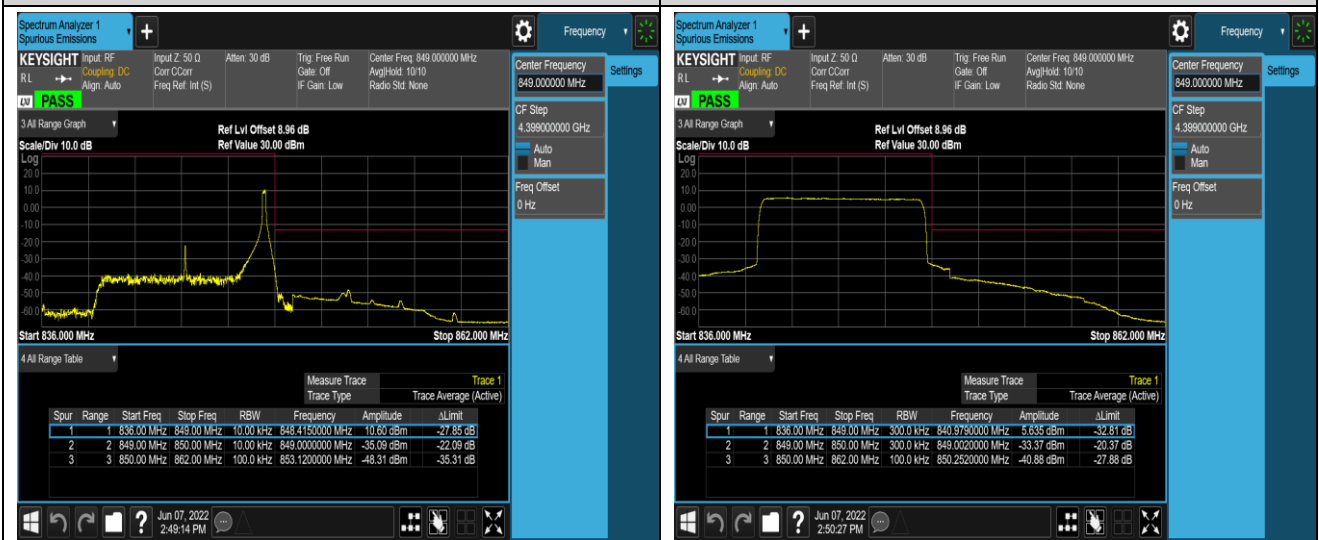 Spectrum Analyzer 1
Spurious Emissions
Frequency
KEYSIGHT Input: RF Input Z: 50 Ω Atten: 30 dB Trig: Free Run Center Freq: 849.000000 MHz
Coupling: DC Corr CCorr Gate: Off Avg|Hold: 10/10
R L Align: Auto Freq Ref: Int (S) IF Gain: Low Radio Std: None
LXI PASS
3 All Range Graph
Ref Lvl Offset 8.96 dB
Scale/Div 10.0 dB Ref Value 30.00 dBm
Log
20.0
10.0
0.00
-10.0
-20.0
-30.0
-40.0
-50.0
-60.0
Start 836.000 MHz Stop 862.000 MHz
4 All Range Table
Measure Trace Trace 1
Trace Type Trace Average (Active)
Spur Range Start Freq Stop Freq RBW Frequency Amplitude ΔLimit
1 1 836.00 MHz 849.00 MHz 10.00 kHz 848.4150000 MHz 10.60 dBm -27.85 dB
2 2 849.00 MHz 850.00 MHz 10.00 kHz 849.0000000 MHz -35.09 dBm -22.09 dB
3 3 850.00 MHz 862.00 MHz 100.0 kHz 853.1200000 MHz -48.31 dBm -35.31 dB
Jun 07, 2022
2:49:14 PM
Center Frequency
849.000000 MHz
Settings
CF Step
4.399000000 GHz
Auto
Man
Freq Offset
0 Hz
Spectrum Analyzer 1
Spurious Emissions
Frequency
KEYSIGHT Input: RF Input Z: 50 Ω Atten: 30 dB Trig: Free Run Center Freq: 849.000000 MHz
Coupling: DC Corr CCorr Gate: Off Avg|Hold: 10/10
R L Align: Auto Freq Ref: Int (S) IF Gain: Low Radio Std: None
LXI PASS
3 All Range Graph
Ref Lvl Offset 8.96 dB
Scale/Div 10.0 dB Ref Value 30.00 dBm
Log
20.0
10.0
0.00
-10.0
-20.0
-30.0
-40.0
-50.0
-60.0
Start 836.000 MHz Stop 862.000 MHz
4 All Range Table
Measure Trace Trace 1
Trace Type Trace Average (Active)
Spur Range Start Freq Stop Freq RBW Frequency Amplitude ΔLimit
1 1 836.00 MHz 849.00 MHz 300.0 kHz 840.9790000 MHz 5.635 dBm -32.81 dB
2 2 849.00 MHz 850.00 MHz 300.0 kHz 849.0020000 MHz -33.37 dBm -20.37 dB
3 3 850.00 MHz 862.00 MHz 100.0 kHz 850.2520000 MHz -40.88 dBm -27.88 dB
Jun 07, 2022
2:50:27 PM
Center Frequency
849.000000 MHz
Settings
CF Step
4.399000000 GHz
Auto
Man
Freq Offset
0 Hz